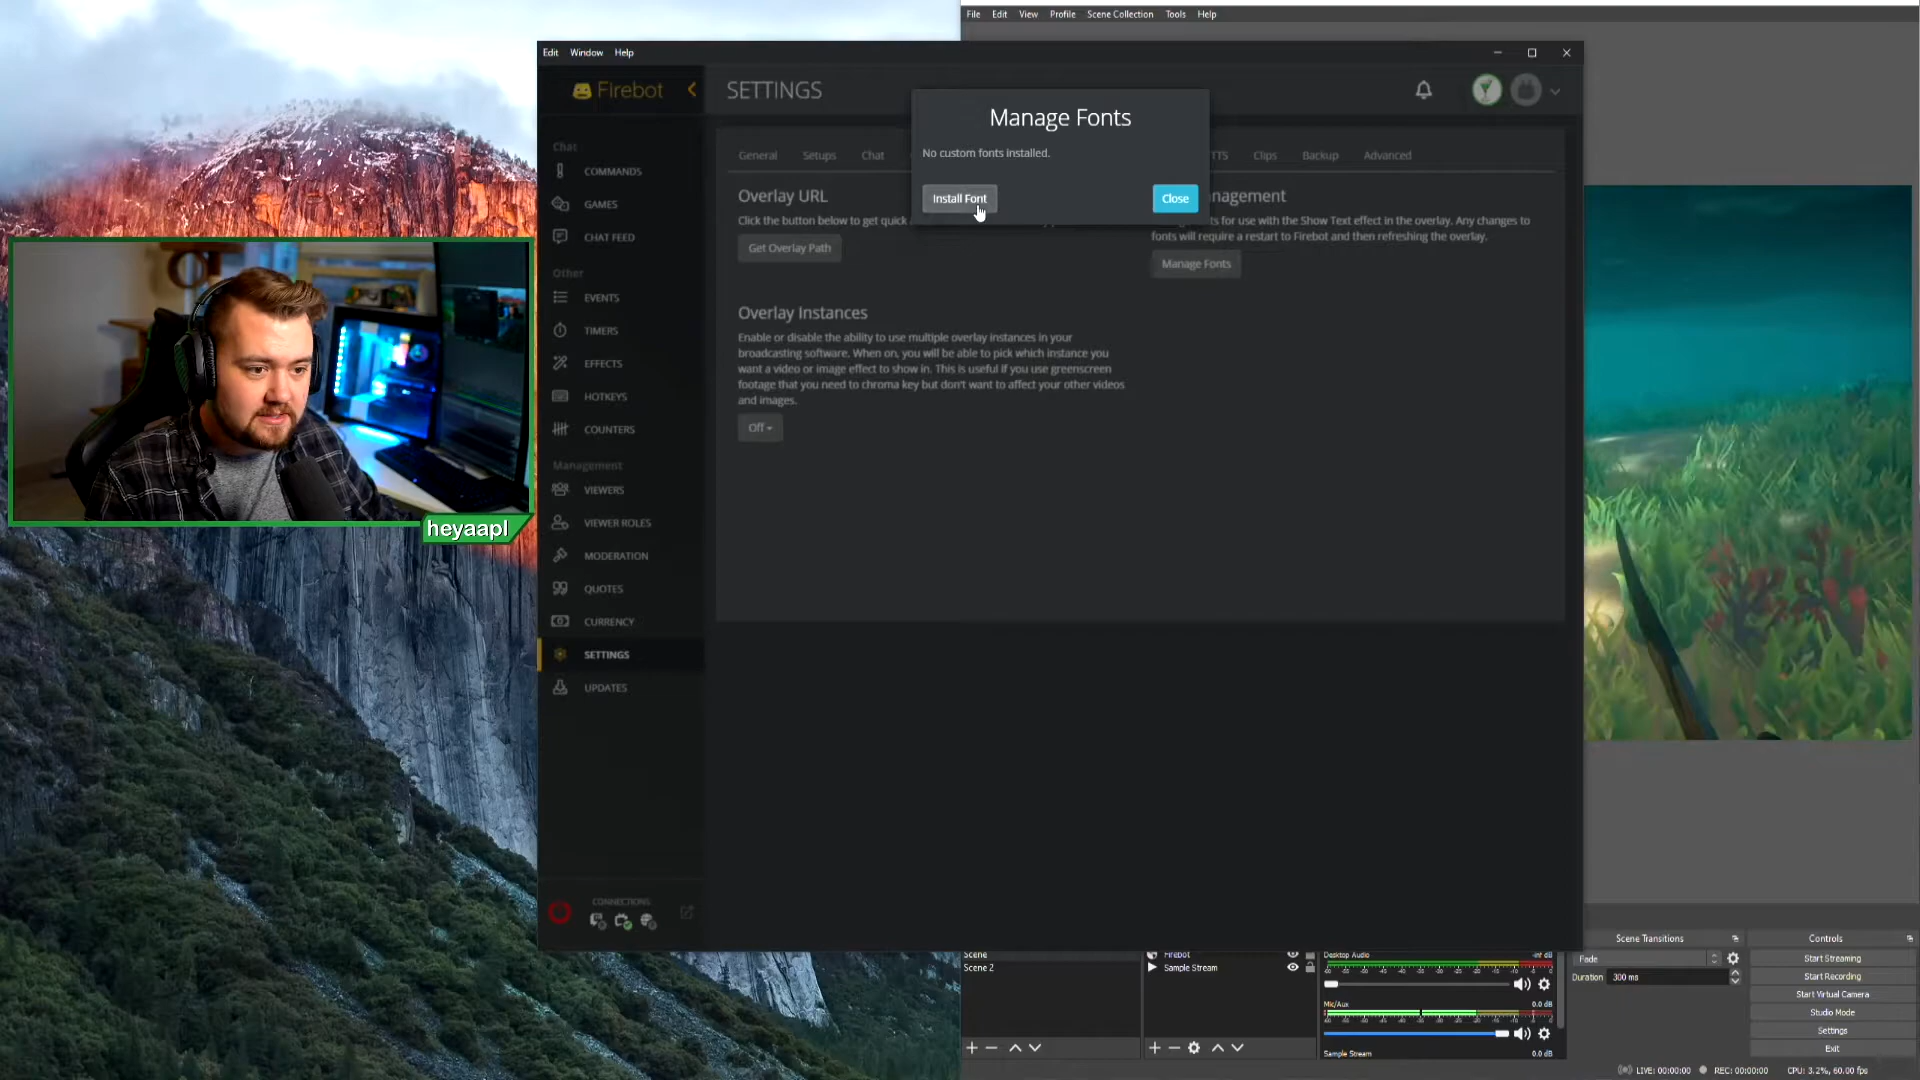 File Edit View Profile Scene Collection Tools Help
Edit Window Help
Firebot
SETTINGS
Manage Fonts
No custom fonts installed.
Install Font
Close
Chat
COMMANDS
GAMES
CHAT FEED
Other
EVENTS
TIMERS
EFFECTS
HOTKEYS
COUNTERS
Management
VIEWERS
VIEWER ROLES
MODERATION
QUOTES
CURRENCY
SETTINGS
UPDATES
CONNECTIONS
General Setups Chat TTS Clips Backup Advanced
Overlay URL
Click the button below to get quick
Get Overlay Path
Overlay Instances
Enable or disable the ability to use multiple overlay instances in your
broadcasting software. When on, you will be able to pick which instance you
want a video or image effect to show in. This is useful if you use greenscreen
footage that you need to chroma key but don't want to affect your other videos
and images.
Off
nagement
ts for use with the Show Text effect in the overlay. Any changes to
fonts will require a restart to Firebot and then refreshing the overlay.
Manage Fonts
heyaapl
Scene
Scene 2
Firebot
Sample Stream
Desktop Audio -inf dB
Mic/Aux 0.0 dB
Sample Stream 0.0 dB
Scene Transitions
Fade
Duration 300 ms
Controls
Start Streaming
Start Recording
Start Virtual Camera
Studio Mode
Settings
Exit
LIVE: 00:00:00 REC: 00:00:00 CPU: 3.2%, 60.00 fps